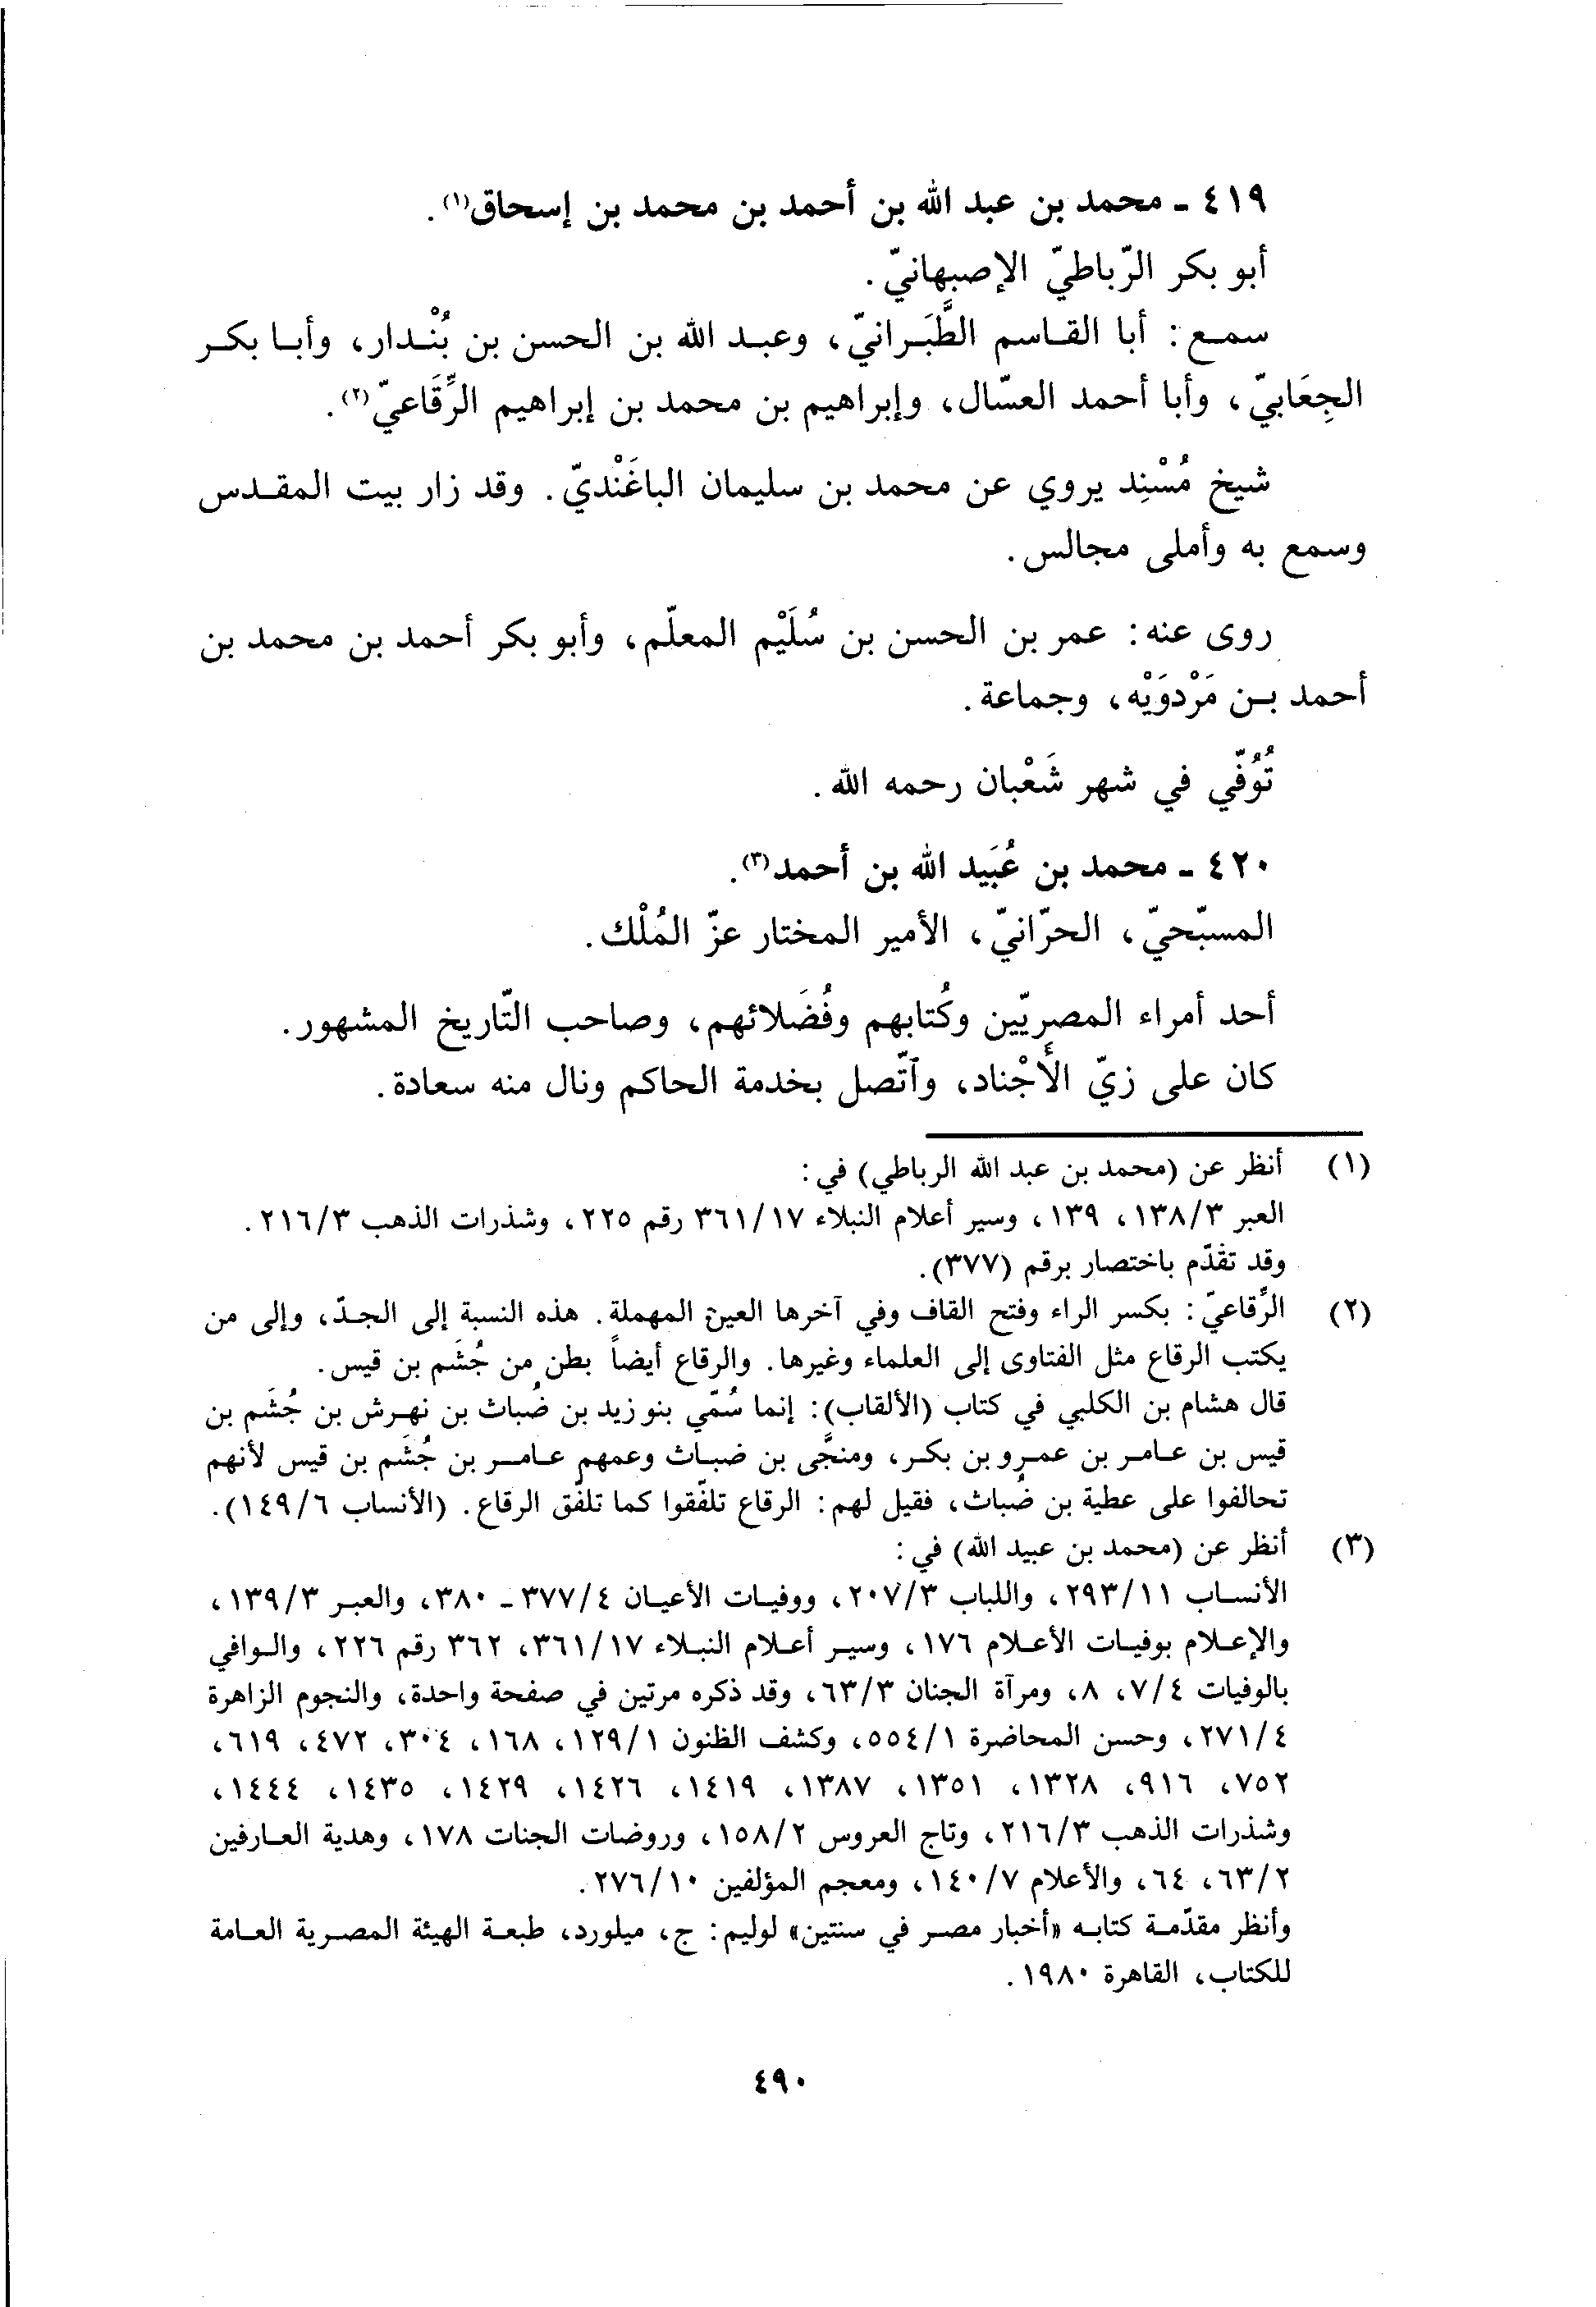 ٤١٩ - محمد بن عبد الله بن أحمد بن محمد بن إسحاق(١).
أبو بكر الرّباطيّ الإصبهانيّ.
سمع: أبا القاسم الطَّبَرانيّ، وعبد الله بن الحسن بن بُنْدار، وأبا بكر
الجِعَابيّ، وأبا أحمد العسّال، وإبراهيم بن محمد بن إبراهيم الرِّقَاعيّ(٢).
شيخ مُسْنِد يروي عن محمد بن سليمان الباغَنْديّ. وقد زار بيت المقدس
وسمع به وأملى مجالس.
روى عنه: عمر بن الحسن بن سُلَيْم المعلّم، وأبو بكر أحمد بن محمد بن
أحمد بن مَرْدوَيْه، وجماعة.
تُوُفّي في شهر شَعْبان رحمه الله.
٤٢٠ - محمد بن عُبَيد الله بن أحمد(٣).
المسبّحيّ، الحرّانيّ، الأمير المختار عزّ المُلْك.
أحد أمراء المصريّين وكُتابهم وفُضَلائهم، وصاحب التّاريخ المشهور.
كان على زيّ الأَجْناد، وٱتّصل بخدمة الحاكم ونال منه سعادة.
(١) أنظر عن (محمد بن عبد الله الرباطي) في:
العبر ١٣٨/٣، ١٣٩، وسير أعلام النبلاء ٣٦١/١٧ رقم ٢٢٥، وشذرات الذهب ٢١٦/٣.
وقد تقدّم باختصار برقم (٣٧٧).
(٢) الرِّقاعيّ: بكسر الراء وفتح القاف وفي آخرها العين المهملة. هذه النسبة إلى الجدّ، وإلى من
يكتب الرقاع مثل الفتاوى إلى العلماء وغيرها. والرقاع أيضاً بطن من جُشَم بن قيس.
قال هشام بن الكلبي في كتاب (الألقاب): إنما سُمّي بنو زيد بن ضُباث بن نهرش بن جُشَم بن
قيس بن عامر بن عمرو بن بكر، ومنجَّى بن ضباث وعمهم عامر بن جُشَم بن قيس لأنهم
تحالفوا على عطية بن ضُباث، فقيل لهم: الرقاع تلفّقوا كما تلفّق الرقاع. (الأنساب ١٤٩/٦).
(٣) أنظر عن (محمد بن عبيد الله) في:
الأنساب ٢٩٣/١١، واللباب ٢٠٧/٣، ووفيات الأعيان ٣٧٧/٤ - ٣٨٠، والعبر ١٣٩/٣،
والإعلام بوفيات الأعلام ١٧٦، وسير أعلام النبلاء ٣٦١/١٧، ٣٦٢ رقم ٢٢٦، والوافي
بالوفيات ٧/٤، ٨، ومرآة الجنان ٦٣/٣، وقد ذكره مرتين في صفحة واحدة، والنجوم الزاهرة
٢٧١/٤، وحسن المحاضرة ٥٥٤/١، وكشف الظنون ١٢٩/١، ١٦٨، ٣٠٤، ٤٧٢، ٦١٩،
٧٥٢، ٩١٦، ١٣٢٨، ١٣٥١، ١٣٨٧، ١٤١٩، ١٤٢٦، ١٤٢٩، ١٤٣٥، ١٤٤٤،
وشذرات الذهب ٢١٦/٣، وتاج العروس ١٥٨/٢، وروضات الجنات ١٧٨، وهدية العارفين
٦٣/٢، ٦٤، والأعلام ١٤٠/٧، ومعجم المؤلفين ٢٧٦/١٠.
وأنظر مقدّمة كتابه «أخبار مصر في سنتين» لوليم: ج، ميلورد، طبعة الهيئة المصرية العامة
للكتاب، القاهرة ١٩٨٠.
٤٩٠